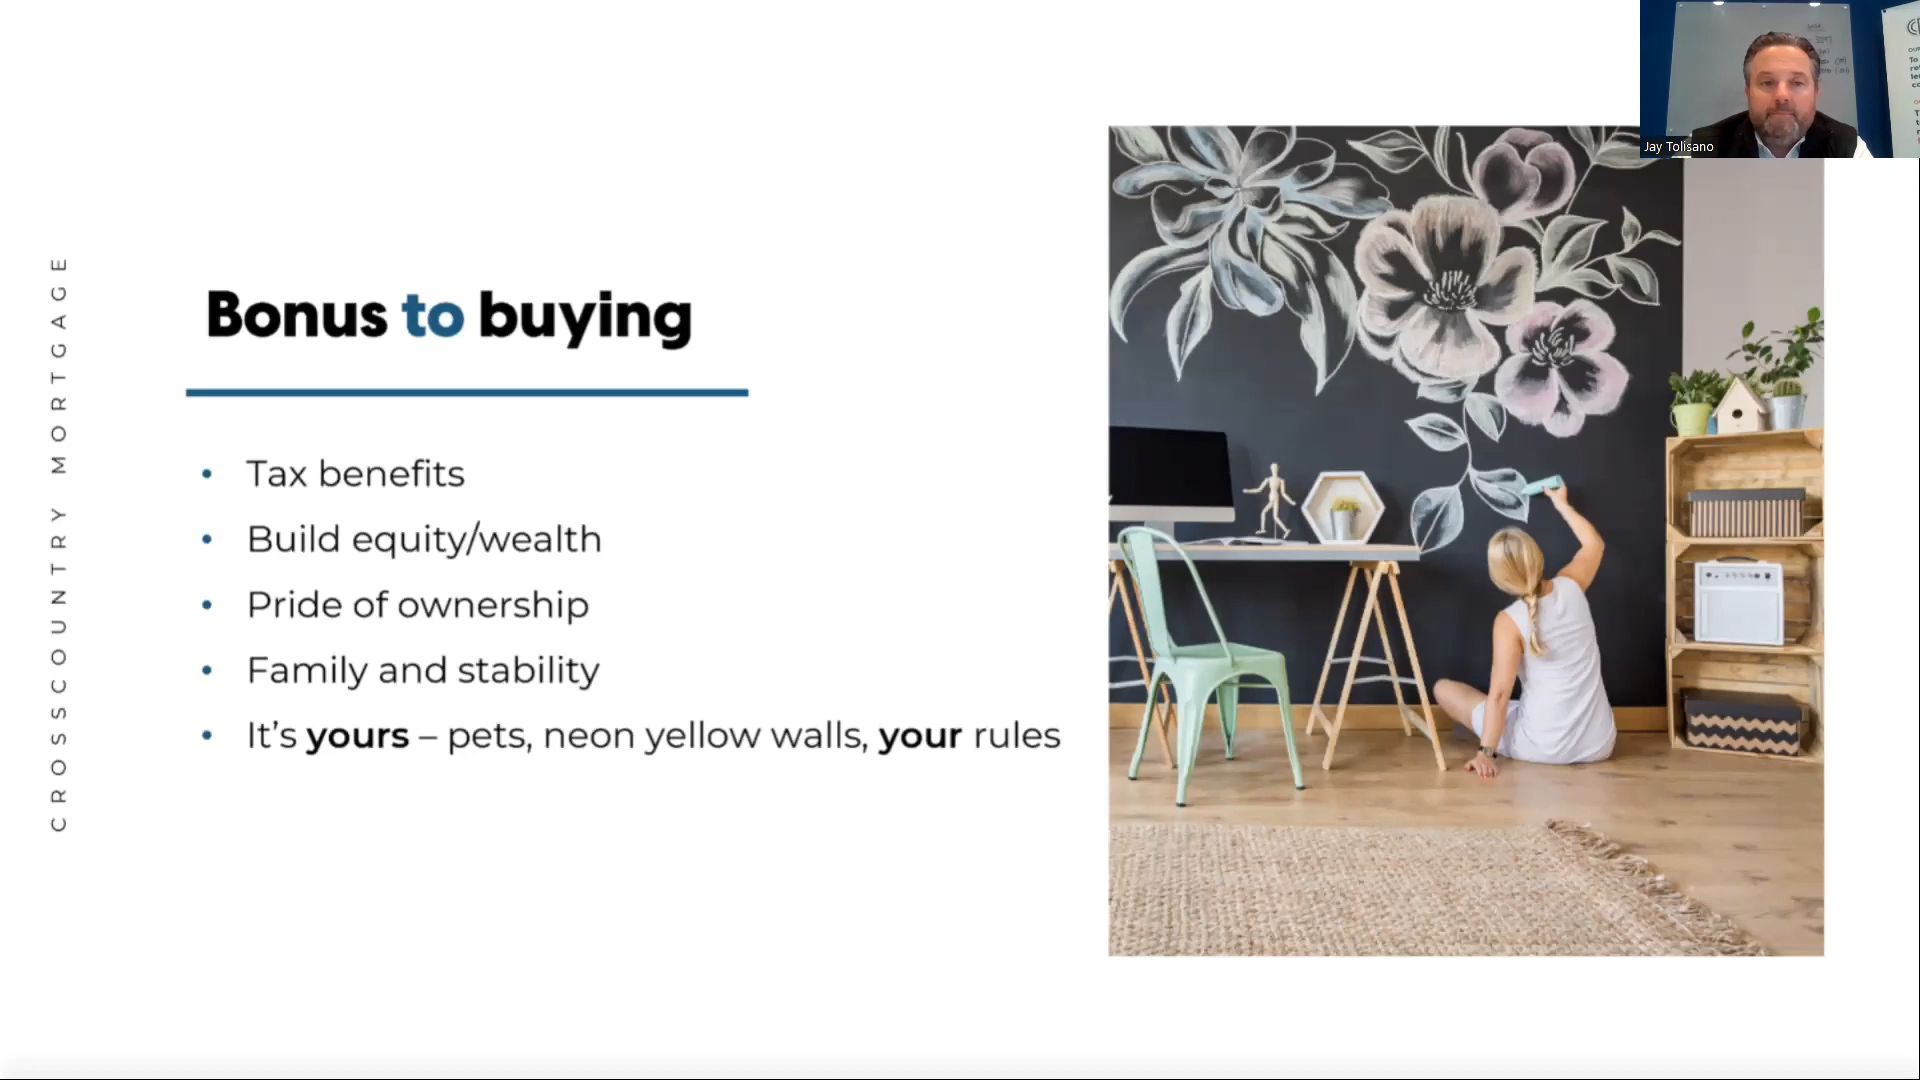 Bonus to buying
• Tax benefits
• Build equity/wealth
• Pride of ownership
• Family and stability
• It's yours – pets, neon yellow walls, your rules
CROSSCOUNTRY MORTGAGE
Jay Tolisano